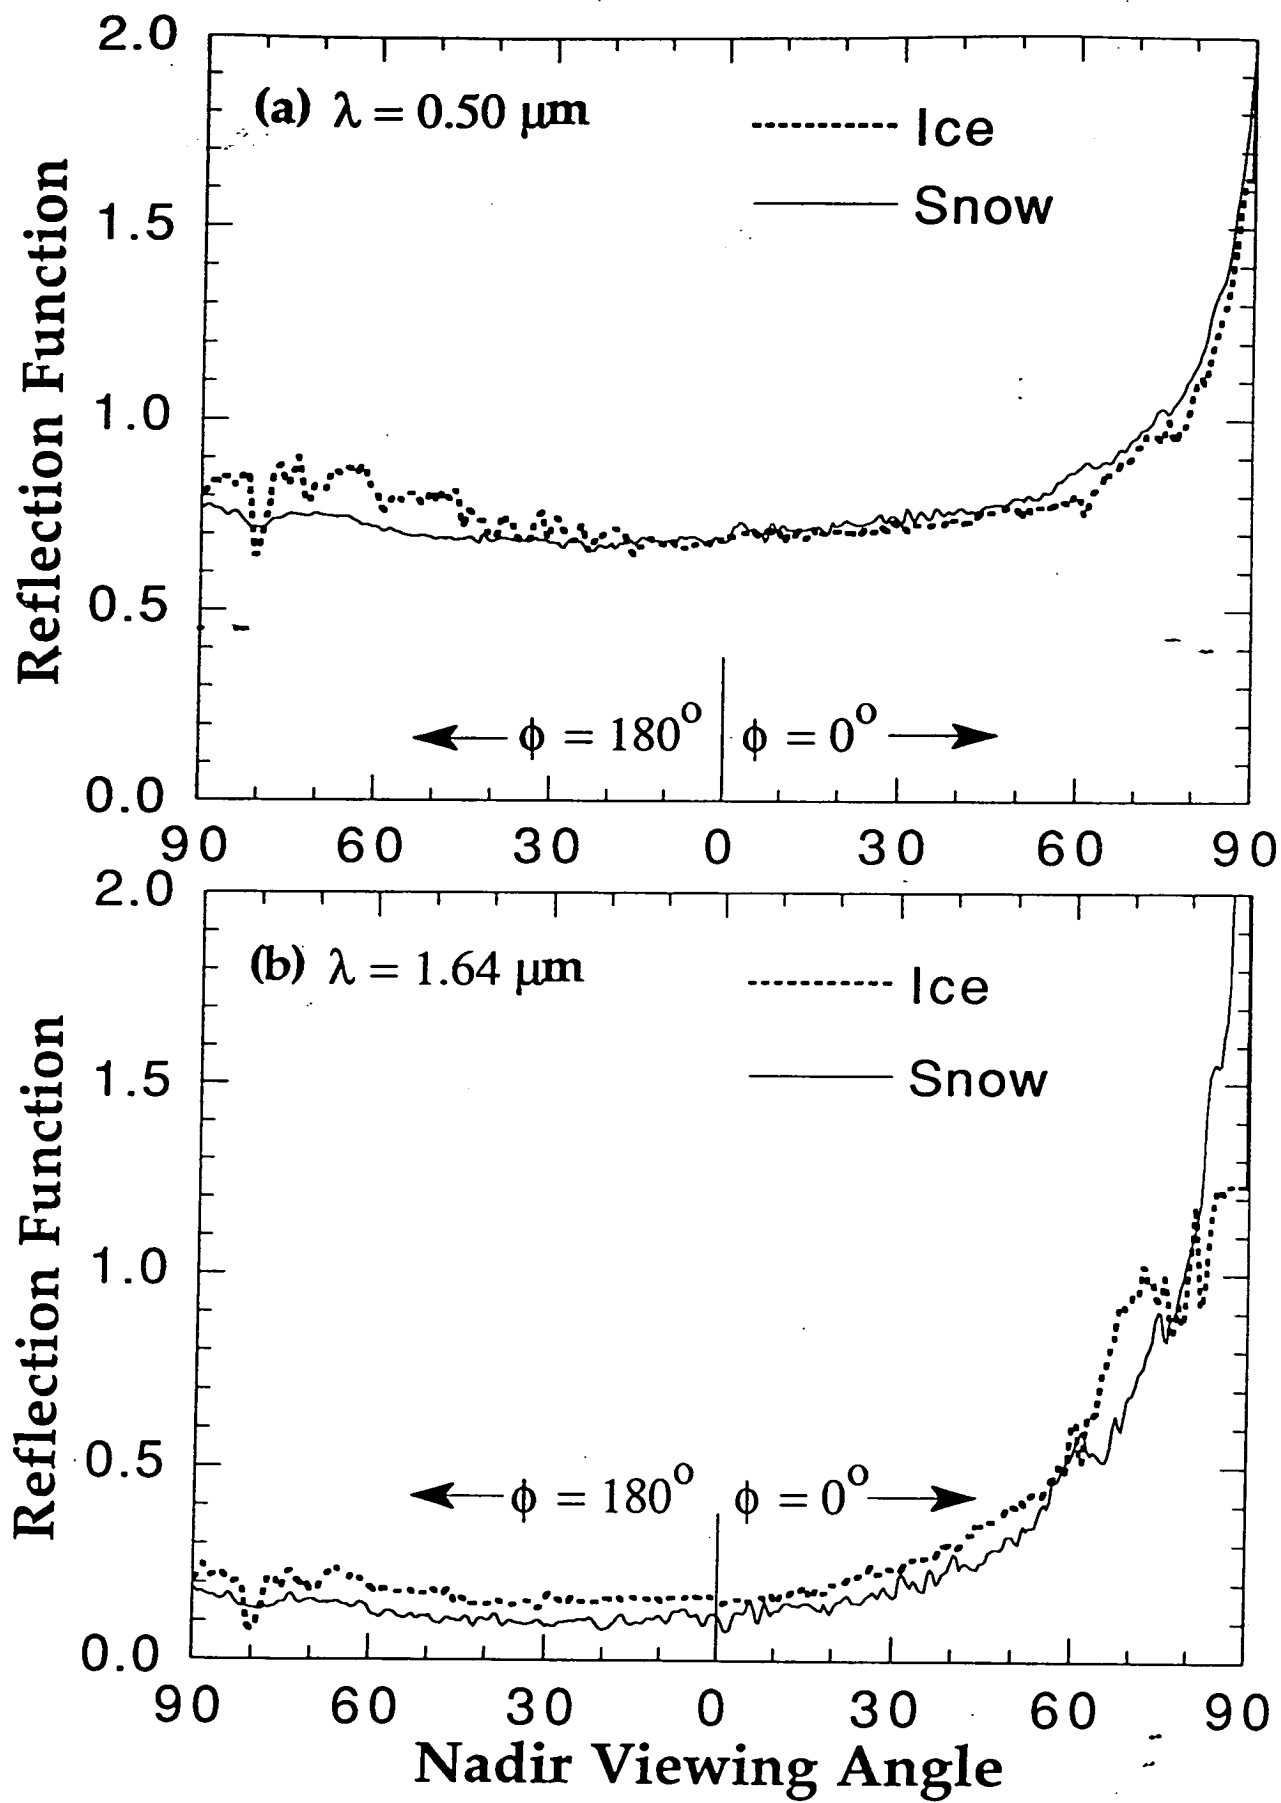 2.0
(a) λ = 0.50 μm
Ice
Snow
1.5
1.0
0.5
0.0
Reflection Function
ϕ = 180° ϕ = 0°
90 60 30 0 30 60 90
2.0
(b) λ = 1.64 μm
Ice
Snow
1.5
1.0
0.5
0.0
Reflection Function
ϕ = 180° ϕ = 0°
90 60 30 0 30 60 90
Nadir Viewing Angle